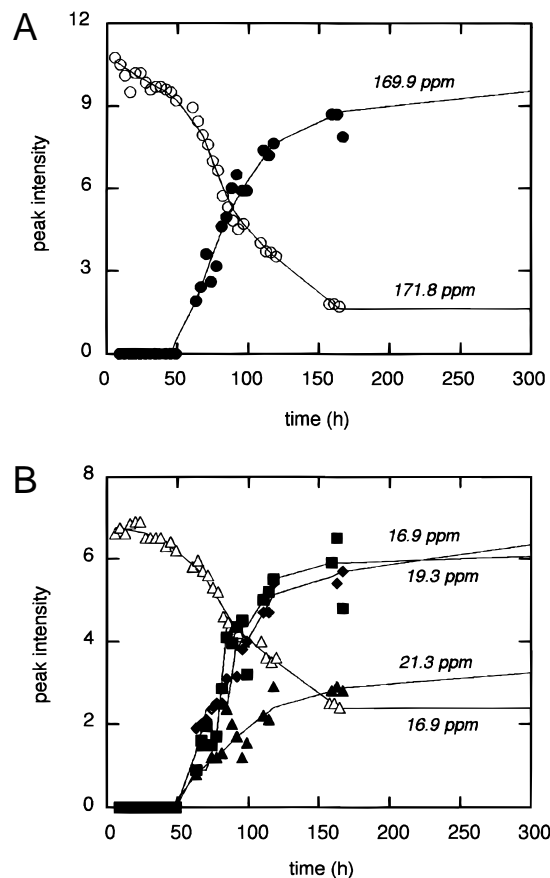 A
12
9
6
3
0
peak intensity
169.9 ppm
171.8 ppm
0 50 100 150 200 250 300
time (h)
B
8
6
4
2
0
peak intensity
16.9 ppm
19.3 ppm
21.3 ppm
16.9 ppm
0 50 100 150 200 250 300
time (h)